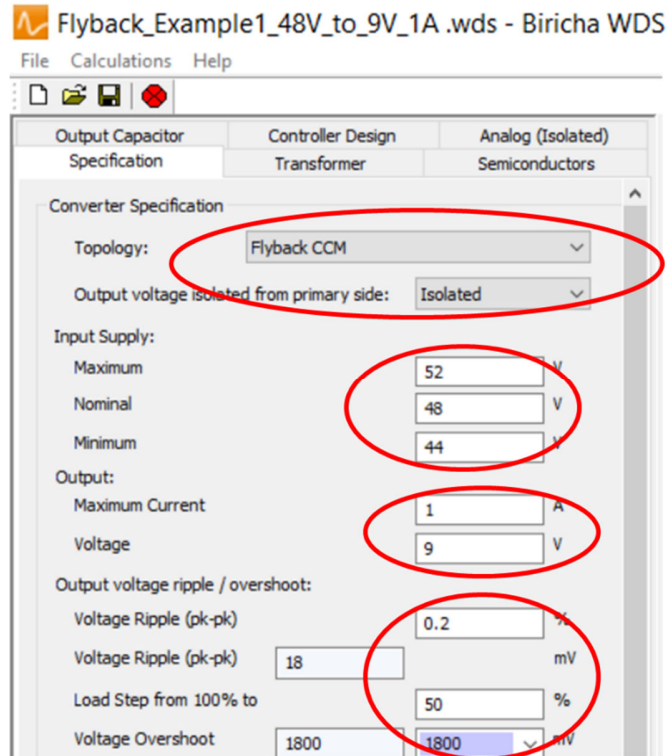 Flyback_Example1_48V_to_9V_1A .wds - Biricha WDS
File Calculations Help
Output Capacitor Controller Design Analog (Isolated)
Specification Transformer Semiconductors
Converter Specification
Topology: Flyback CCM
Output voltage isolated from primary side: Isolated
Input Supply:
Maximum 52 V
Nominal 48 V
Minimum 44 V
Output:
Maximum Current 1 A
Voltage 9 V
Output voltage ripple / overshoot:
Voltage Ripple (pk-pk) 0.2 %
Voltage Ripple (pk-pk) 18 mV
Load Step from 100% to 50 %
Voltage Overshoot 1800 1800 mV